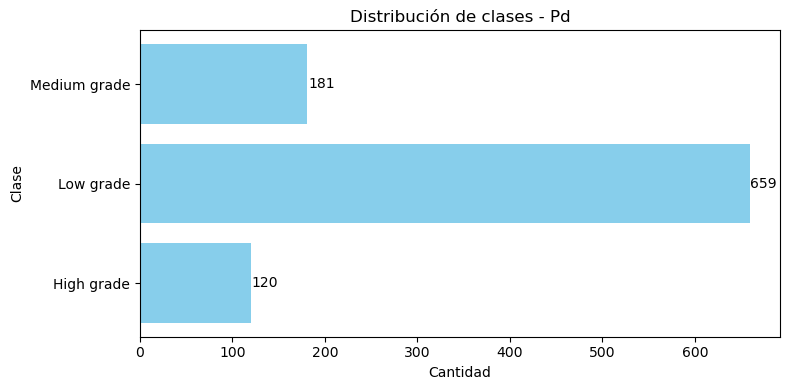 Distribución de clases - Pd
Clase
Medium grade
181
Low grade
659
High grade
120
0 100 200 300 400 500 600
Cantidad